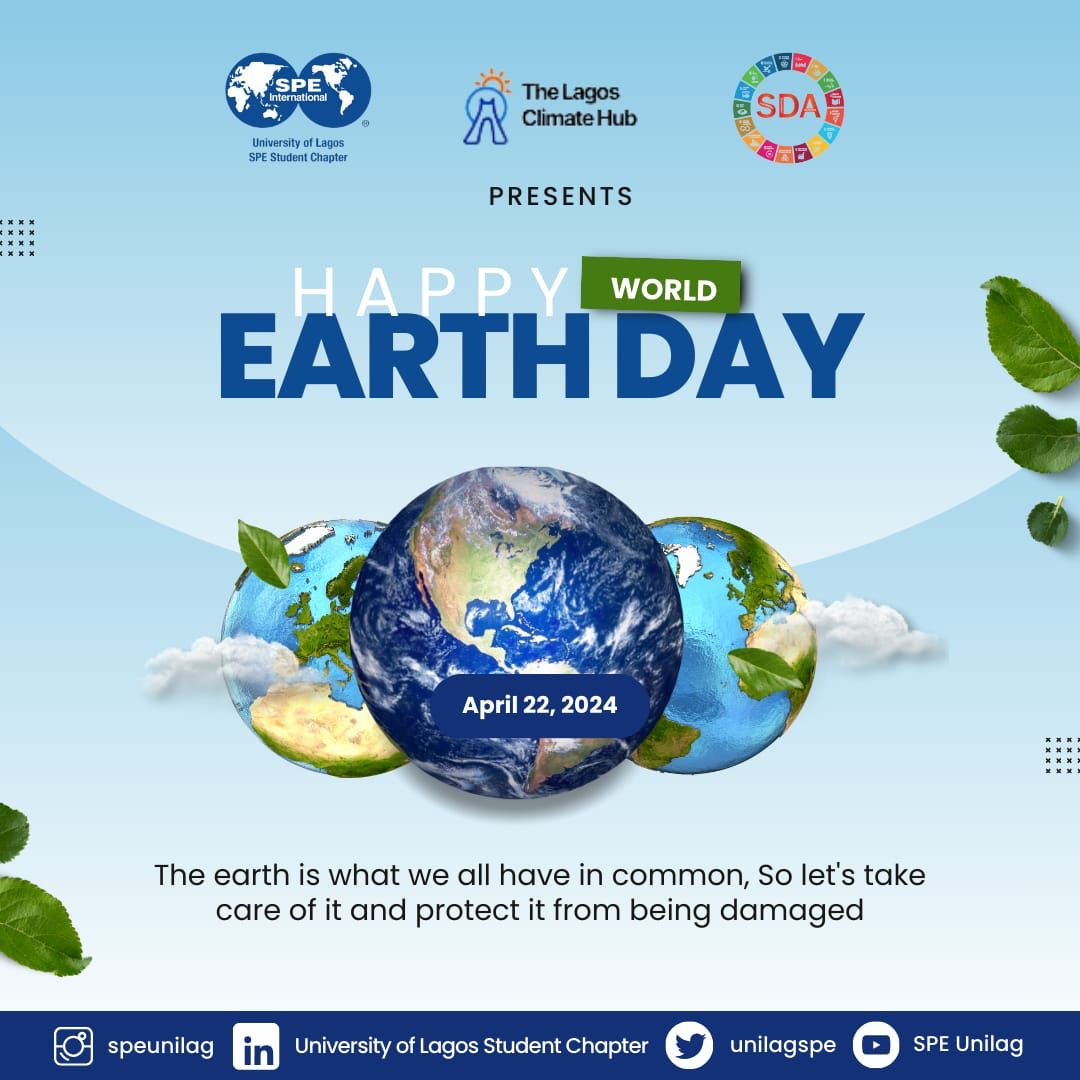 SPE
International
®
University of Lagos
SPE Student Chapter
The Lagos
Climate Hub
SDA
PRESENTS
HAPPY WORLD
EARTH DAY
April 22, 2024
The earth is what we all have in common, So let's take
care of it and protect it from being damaged
speunilag
in
University of Lagos Student Chapter
unilagspe
SPE Unilag